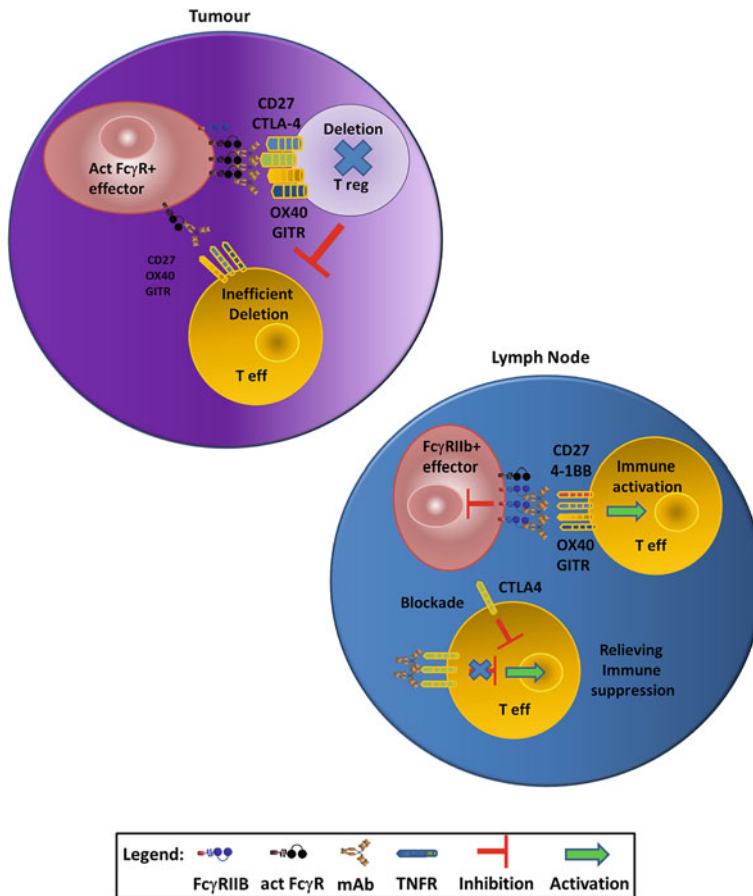 Tumour
CD27
CTLA-4
Deletion
T reg
Act FcγR+
effector
OX40
GITR
CD27
OX40
GITR
Inefficient
Deletion
T eff
Lymph Node
FcγRIIb+
effector
CD27
4-1BB
Immune
activation
T eff
OX40
GITR
Blockade
CTLA4
Relieving
Immune
suppression
T eff
Legend:
FcγRIIB
act FcγR
mAb
TNFR
Inhibition
Activation